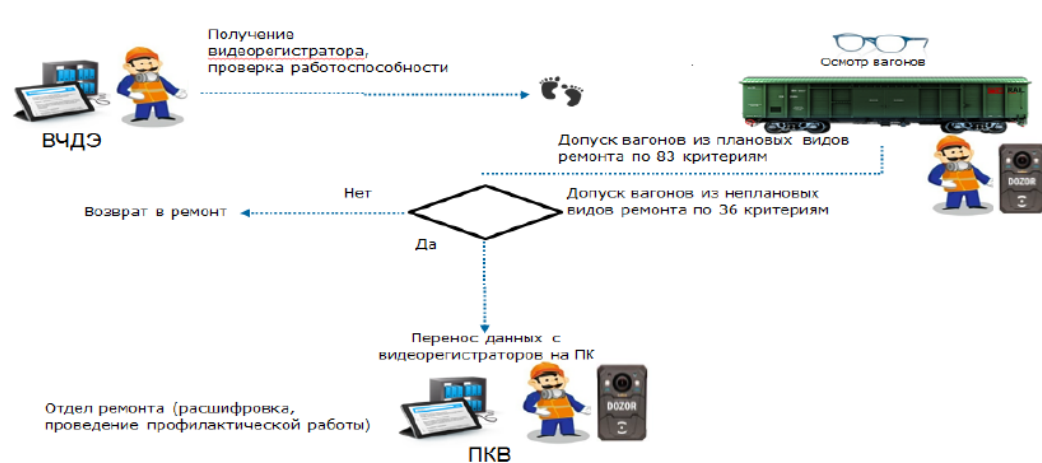 Получение
видеорегистратора,
проверка работоспособности
Осмотр вагонов
RAIL
ВЧДЭ
Допуск вагонов из плановых видов
ремонта по 83 критериям
DOZOR
Нет
Допуск вагонов из неплановых
видов ремонта по 36 критериям
Возврат в ремонт
Да
Перенос данных с
видеорегистраторов на ПК
DOZOR
Отдел ремонта (расшифровка,
проведение профилактической работы)
ПКВ